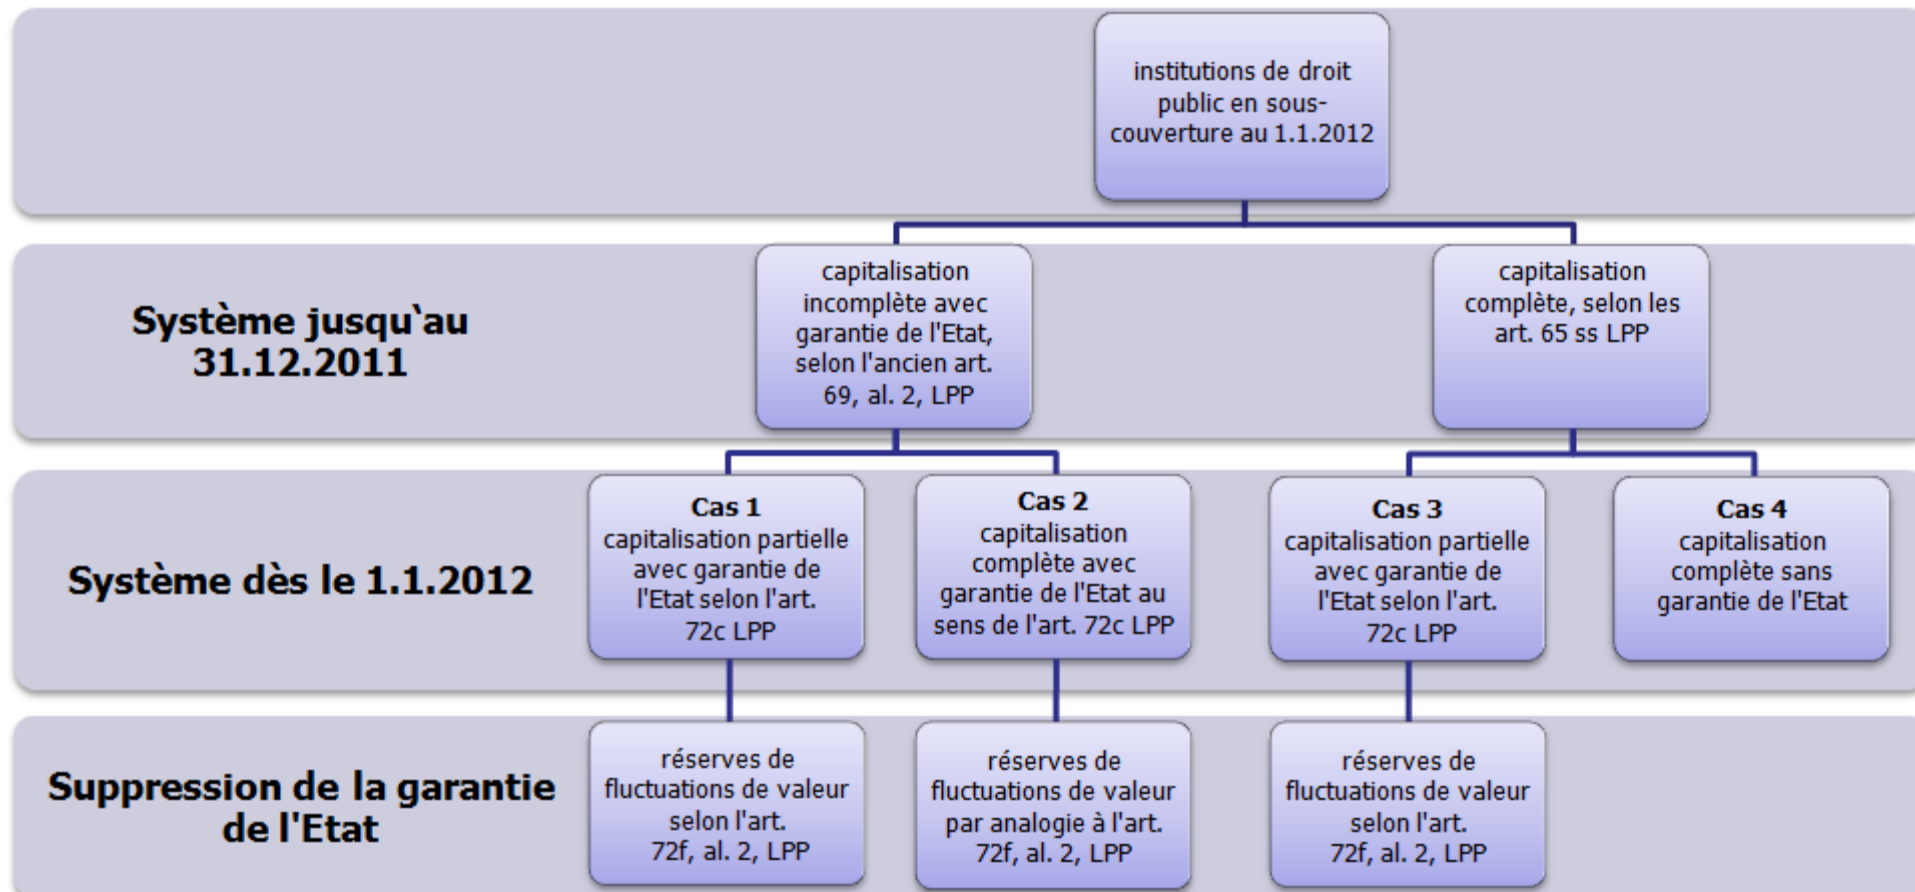 institutions de droit
public en sous-
couverture au 1.1.2012
Système jusqu‘au
31.12.2011
capitalisation
incomplète avec
garantie de l'Etat,
selon l'ancien art.
69, al. 2, LPP
capitalisation
complète, selon les
art. 65 ss LPP
Système dès le 1.1.2012
Cas 1
capitalisation partielle
avec garantie de
l'Etat selon l'art.
72c LPP
Cas 2
capitalisation
complète avec
garantie de l'Etat au
sens de l'art. 72c LPP
Cas 3
capitalisation partielle
avec garantie de
l'Etat selon l'art.
72c LPP
Cas 4
capitalisation
complète sans
garantie de l'Etat
Suppression de la garantie
de l'Etat
réserves de
fluctuations de valeur
selon l'art.
72f, al. 2, LPP
réserves de
fluctuations de valeur
par analogie à l'art.
72f, al. 2, LPP
réserves de
fluctuations de valeur
selon l'art.
72f, al. 2, LPP